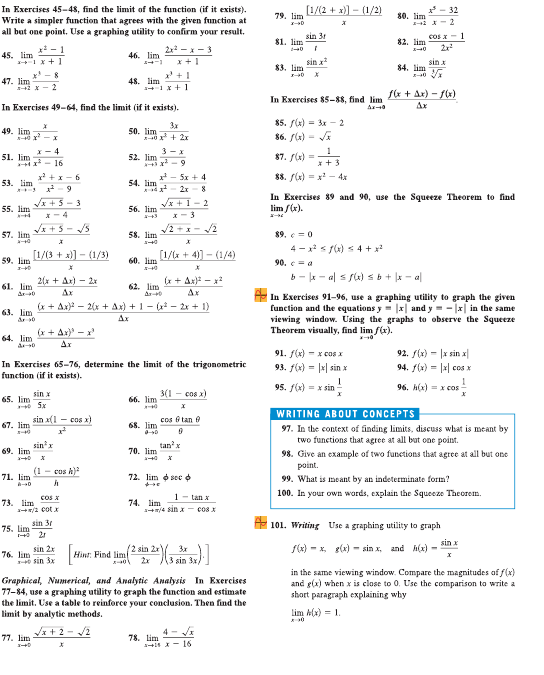 In Exercises 45–48, find the limit of the function (if it exists).
Write a simpler function that agrees with the given function at
all but one point. Use a graphing utility to confirm your result.
45. lim x→−1 (x² − 1)/(x + 1)
46. lim x→−1 (2x² − x − 3)/(x + 1)
47. lim x→2 (x³ − 8)/(x − 2)
48. lim x→−1 (x³ + 1)/(x + 1)
In Exercises 49–64, find the limit (if it exists).
49. lim x→0 x/(x² − x)
50. lim x→0 3x/(x² + 2x)
51. lim x→4 (x − 4)/(x² − 16)
52. lim x→3 (3 − x)/(x² − 9)
53. lim x→−3 (x² + x − 6)/(x² − 9)
54. lim x→4 (x² − 5x + 4)/(x² − 2x − 8)
55. lim x→4 (√(x + 5) − 3)/(x − 4)
56. lim x→3 (√(x + 1) − 2)/(x − 3)
57. lim x→0 (√(x + 5) − √5)/x
58. lim x→0 (√(2 + x) − √2)/x
59. lim x→0 ([1/(3 + x)] − (1/3))/x
60. lim x→0 ([1/(x + 4)] − (1/4))/x
61. lim Δx→0 (2(x + Δx) − 2x)/Δx
62. lim Δx→0 ((x + Δx)² − x²)/Δx
63. lim Δx→0 ((x + Δx)² − 2(x + Δx) + 1 − (x² − 2x + 1))/Δx
64. lim Δx→0 ((x + Δx)³ − x³)/Δx
In Exercises 65–76, determine the limit of the trigonometric
function (if it exists).
65. lim x→0 sin x/5x
66. lim x→0 3(1 − cos x)/x
67. lim x→0 sin x(1 − cos x)/x²
68. lim θ→0 cos θ tan θ/θ
69. lim x→0 sin² x/x
70. lim x→0 tan² x/x
71. lim h→0 (1 − cos h)²/h
72. lim φ→π φ sec φ
73. lim x→π/2 cos x/cot x
74. lim x→π/4 (1 − tan x)/(sin x − cos x)
75. lim t→0 sin 3t/2t
76. lim x→0 sin 2x/sin 3x [Hint: Find lim x→0 (2 sin 2x/2x)(3x/3 sin 3x).]
Graphical, Numerical, and Analytic Analysis In Exercises
77–84, use a graphing utility to graph the function and estimate
the limit. Use a table to reinforce your conclusion. Then find the
limit by analytic methods.
77. lim x→0 (√(x + 2) − √2)/x
78. lim x→16 (4 − √x)/(x − 16)
79. lim x→0 ([1/(2 + x)] − (1/2))/x
80. lim x→2 (x⁵ − 32)/(x − 2)
81. lim t→0 sin 3t/t
82. lim x→0 (cos x − 1)/2x²
83. lim x→0 sin x²/x
84. lim x→0 sin x/∛x
In Exercises 85–88, find lim Δx→0 (f(x + Δx) − f(x))/Δx.
85. f(x) = 3x − 2
86. f(x) = √x
87. f(x) = 1/(x + 3)
88. f(x) = x² − 4x
In Exercises 89 and 90, use the Squeeze Theorem to find
lim x→c f(x).
89. c = 0
4 − x² ≤ f(x) ≤ 4 + x²
90. c = a
b − |x − a| ≤ f(x) ≤ b + |x − a|
In Exercises 91–96, use a graphing utility to graph the given
function and the equations y = |x| and y = −|x| in the same
viewing window. Using the graphs to observe the Squeeze
Theorem visually, find lim x→0 f(x).
91. f(x) = x cos x
92. f(x) = |x sin x|
93. f(x) = |x| sin x
94. f(x) = |x| cos x
95. f(x) = x sin 1/x
96. h(x) = x cos 1/x
WRITING ABOUT CONCEPTS
97. In the context of finding limits, discuss what is meant by
two functions that agree at all but one point.
98. Give an example of two functions that agree at all but one
point.
99. What is meant by an indeterminate form?
100. In your own words, explain the Squeeze Theorem.
101. Writing Use a graphing utility to graph
f(x) = x, g(x) = sin x, and h(x) = sin x/x
in the same viewing window. Compare the magnitudes of f(x)
and g(x) when x is close to 0. Use the comparison to write a
short paragraph explaining why
lim x→0 h(x) = 1.